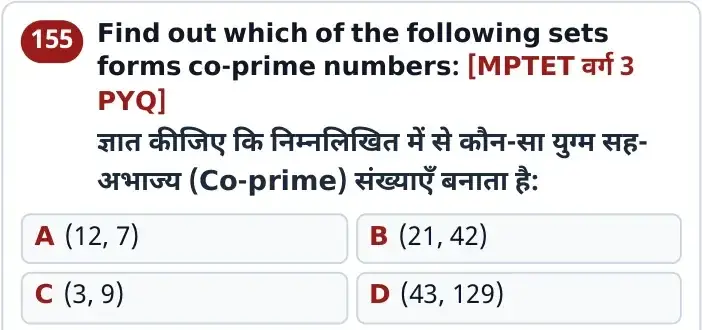 155 Find out which of the following sets
forms co-prime numbers: [MPTET वर्ग 3
PYQ]
ज्ञात कीजिए कि निम्नलिखित में से कौन-सा युग्म सह-
अभाज्य (Co-prime) संख्याएँ बनाता है:
A (12, 7)
B (21, 42)
C (3, 9)
D (43, 129)